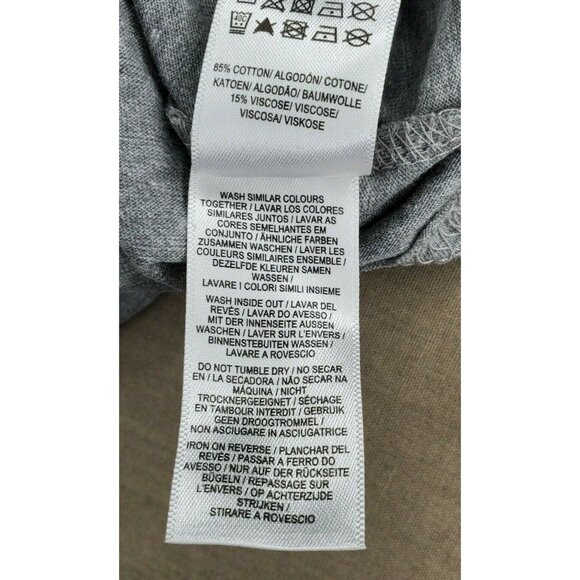 40C
85% COTTON/ ALGODÓN/ COTONE/
KATOEN/ ALGODÃO/ BAUMWOLLE
15% VISCOSE/ VISCOSE/
VISCOSA/ VISKOSE
WASH SIMILAR COLOURS
TOGETHER / LAVAR LOS COLORES
SIMILARES JUNTOS / LAVAR AS
CORES SEMELHANTES EM
CONJUNTO / ÄHNLICHE FARBEN
ZUSAMMEN WASCHEN / LAVER LES
COULEURS SIMILAIRES ENSEMBLE /
DEZELFDE KLEUREN SAMEN
WASSEN /
LAVARE I COLORI SIMILI INSIEME
WASH INSIDE OUT / LAVAR DEL
REVÉS / LAVAR DO AVESSO /
MIT DER INNENSEITE AUSSEN
WASCHEN / LAVER SUR L'ENVERS /
BINNENSTEBUITEN WASSEN /
LAVARE A ROVESCIO
DO NOT TUMBLE DRY / NO SECAR
EN / LA SECADORA / NÃO SECAR NA
MÁQUINA / NICHT
TROCKNERGEEIGNET / SÉCHAGE
EN TAMBOUR INTERDIT / GEBRUIK
GEEN DROOGTROMMEL /
NON ASCIUGARE IN ASCIUGATRICE
IRON ON REVERSE / PLANCHAR DEL
REVÉS / PASSAR A FERRO DO
AVESSO / NUR AUF DER RÜCKSEITE
BÜGELN / REPASSAGE SUR
L'ENVERS / OP ACHTERZIJDE
STRIJKEN /
STIRARE A ROVESCIO